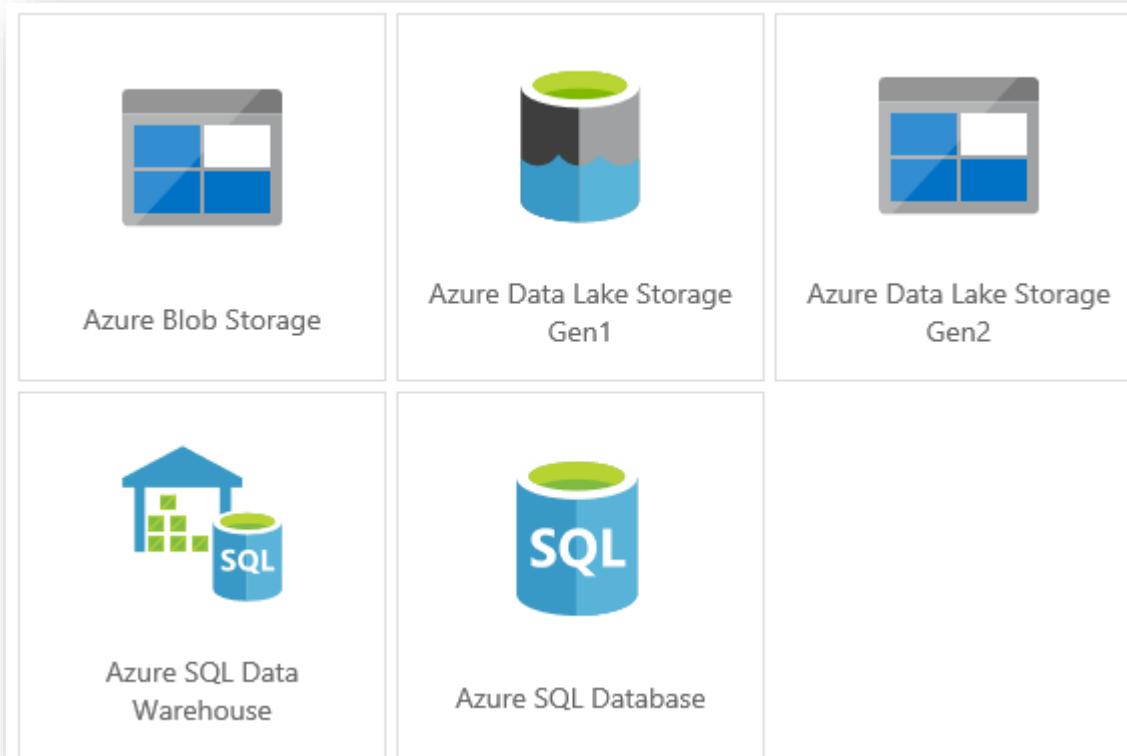 Azure Blob Storage
Azure Data Lake Storage
Gen1
Azure Data Lake Storage
Gen2
SQL
Azure SQL Data
Warehouse
SQL
Azure SQL Database